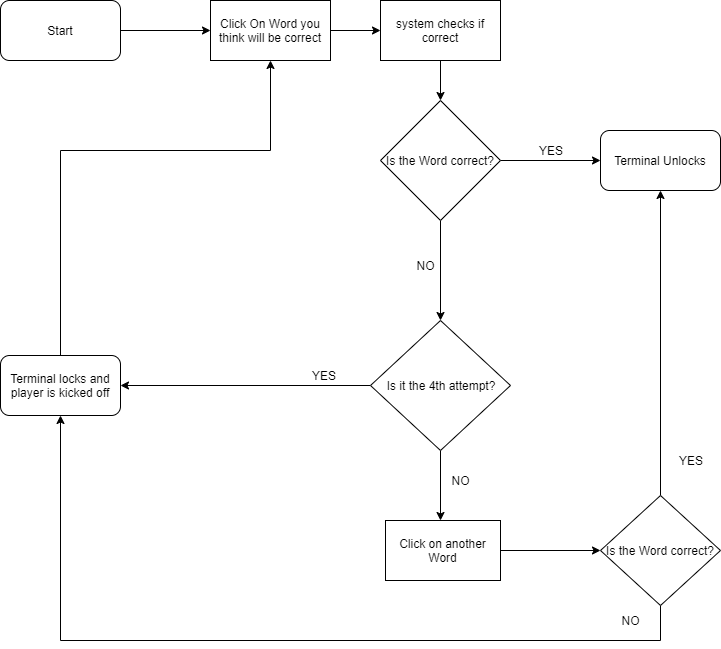 Start
Click On Word you
think will be correct
system checks if
correct
Is the Word correct?
YES
Terminal Unlocks
NO
Is it the 4th attempt?
YES
Terminal locks and
player is kicked off
NO
Click on another
Word
Is the Word correct?
YES
NO